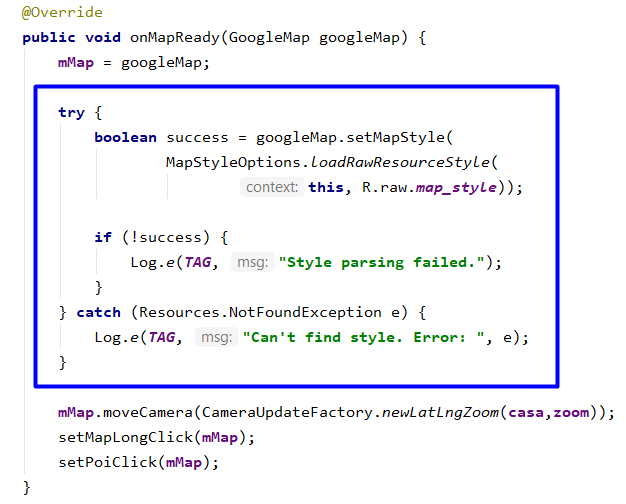 @Override
public void onMapReady(GoogleMap googleMap) {
mMap = googleMap;
try {
boolean success = googleMap.setMapStyle(
MapStyleOptions.loadRawResourceStyle(
context: this, R.raw.map_style));
if (!success) {
Log.e(TAG, msg: "Style parsing failed.");
}
} catch (Resources.NotFoundException e) {
Log.e(TAG, msg: "Can't find style. Error: ", e);
}
mMap.moveCamera(CameraUpdateFactory.newLatLngZoom(casa,zoom));
setMapLongClick(mMap);
setPoiClick(mMap);
}